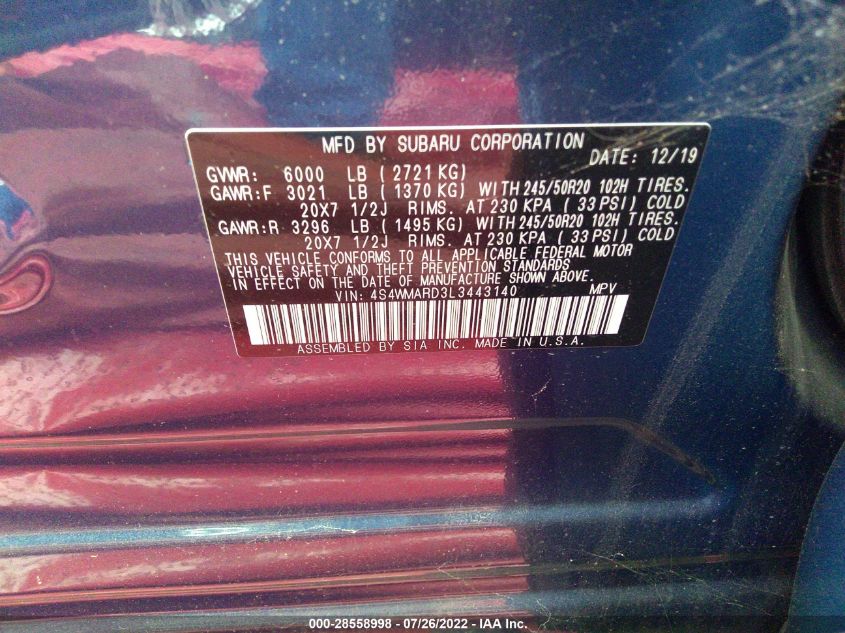 MFD BY SUBARU CORPORATION
DATE: 12/19
GVWR: 6000 LB (2721 KG)
GAWR:F 3021 LB (1370 KG) WITH 245/50R20 102H TIRES.
20X7 1/2J RIMS. AT 230 KPA (33 PSI) COLD
GAWR:R 3296 LB (1495 KG) WITH 245/50R20 102H TIRES.
20X7 1/2J RIMS. AT 230 KPA (33 PSI) COLD
THIS VEHICLE CONFORMS TO ALL APPLICABLE FEDERAL MOTOR
VEHICLE SAFETY AND THEFT PREVENTION STANDARDS
IN EFFECT ON THE DATE OF MANUFACTURE SHOWN ABOVE.
VIN: 4S4WMARD3L3443140 MPV
ASSEMBLED BY SIA INC. MADE IN U.S.A.
000-28558998 - 07/26/2022 - IAA Inc.